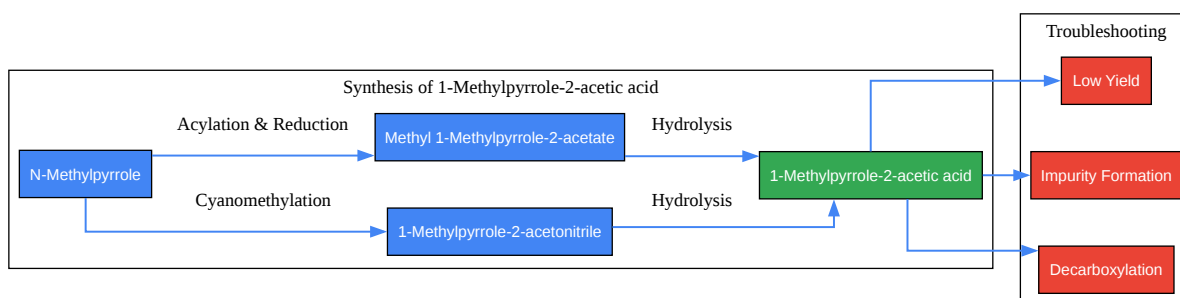 Troubleshooting
Synthesis of 1-Methylpyrrole-2-acetic acid
Low Yield
Acylation & Reduction
Methyl 1-Methylpyrrole-2-acetate
Hydrolysis
N-Methylpyrrole
1-Methylpyrrole-2-acetic acid
Impurity Formation
Cyanomethylation
1-Methylpyrrole-2-acetonitrile
Hydrolysis
Decarboxylation